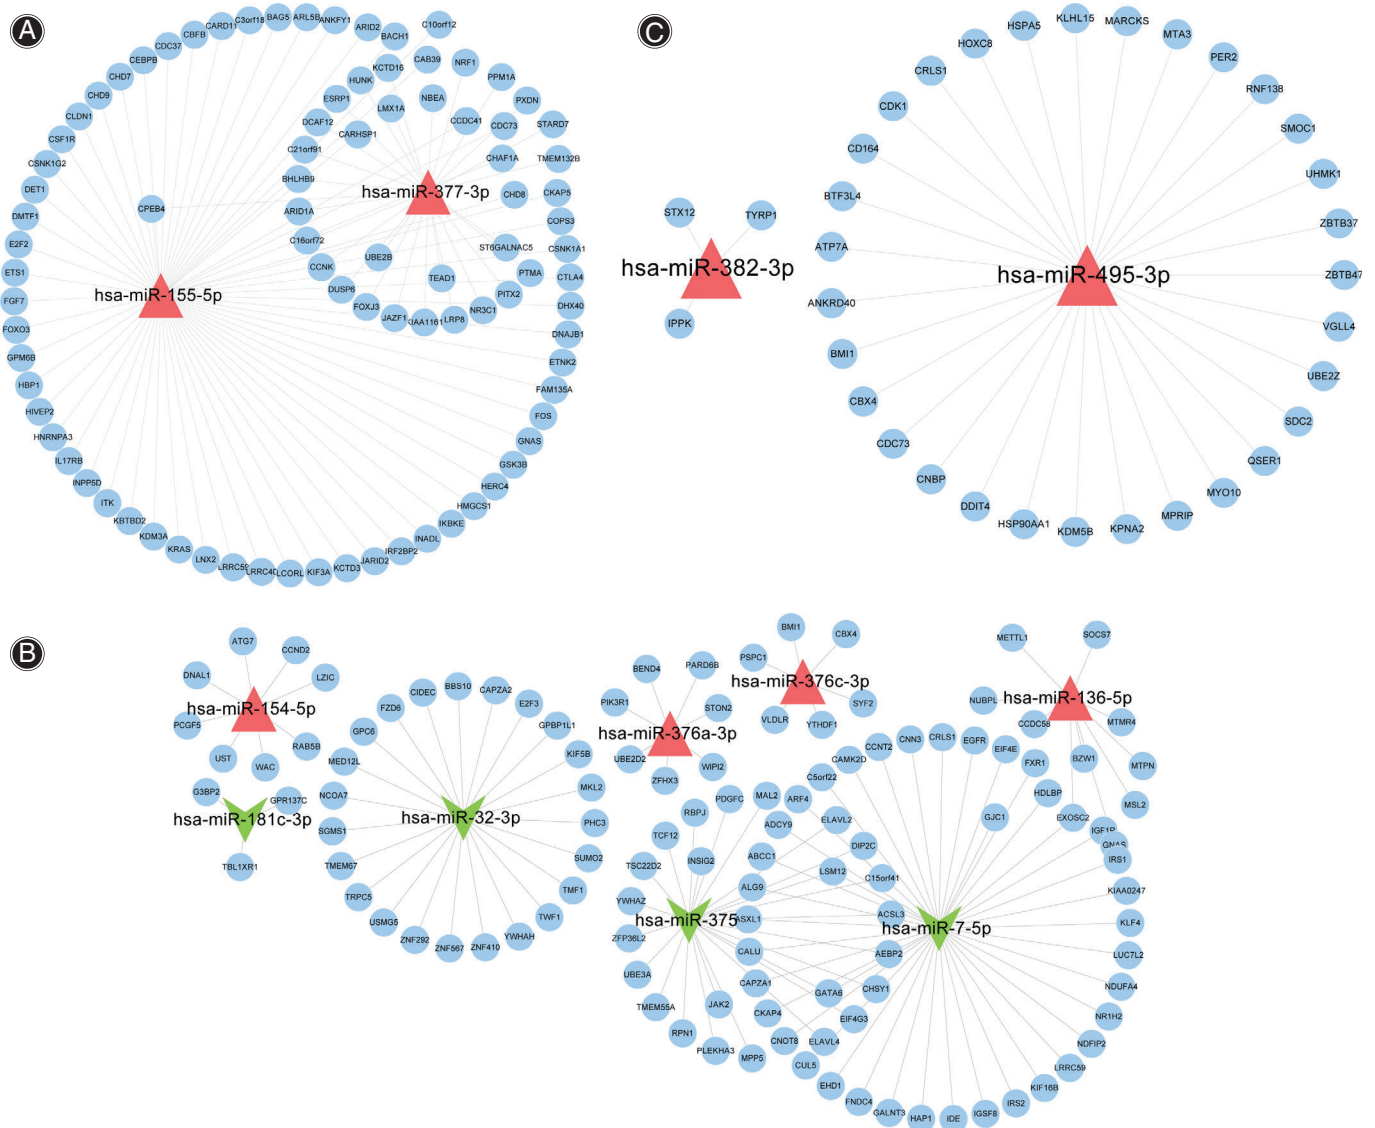 A
C3orf18
BAG5
ARL5B
ANKFY1
ARID2
BACH1
C10orf12
CARD11
CBFB
CDC37
CEBPB
CHD7
CHD9
CLDN1
CSF1R
CSNK1G2
DET1
DMTF1
E2F2
ETS1
FGF7
FOXO3
GPM6B
HBP1
HIVEP2
HNRNPA3
IL17RB
INPP5D
ITK
KBTBD2
KDM3A
KRAS
LNX2
LRRC59
LRRC40
LCORL
KIF3A
KCTD3
JARID2
IRF2BP2
INADL
IKBKE
HMGCS1
HERC4
GSK3B
GNAS
FOS
FAM135A
ETNK2
DNAJB1
DHX40
CTLA4
CSNK1A1
COPS3
CKAP5
TMEM132B
STARD7
PXDN
PPM1A
NRF1
CAB39
KCTD16
HUNK
ESRP1
DCAF12
C21orf91
BHLHB9
ARID1A
C16orf72
CCNK
DUSP6
FOXJ3
JAZF1
KIAA1161
LRP6
NR3C1
PITX2
PTMA
ST6GALNAC5
CHD8
CHAF1A
CDC73
CCDC41
NBEA
LMX1A
CARHSP1
UBE2B
TEAD1
CPEB4
hsa-miR-377-3p
hsa-miR-155-5p
C
STX12
TYRP1
hsa-miR-382-3p
IPPK
KLHL15
MARCKS
MTA3
PER2
RNF138
SMOC1
UHMK1
ZBTB37
ZBTB47
VGLL4
UBE2Z
SDC2
QSER1
MYO10
MPRIP
KPNA2
KDM5B
HSP90AA1
DDIT4
CNBP
CDC73
CBX4
BMI1
ANKRD40
ATP7A
BTF3L4
CD164
CDK1
CRLS1
HOXC8
HSPA5
hsa-miR-495-3p
B
ATG7
CCND2
DNAL1
LZIC
hsa-miR-154-5p
PCGF5
RAB5B
UST
WAC
G3BP2
GPR137C
hsa-miR-181c-3p
TBL1XR1
BBS10
CAPZA2
E2F3
GPBP1L1
KIF5B
MKL2
PHC3
SUMO2
TMF1
TWF1
YWHAH
ZNF410
ZNF567
ZNF292
USMG5
TRPC5
TMEM67
SGMS1
NCOA7
MED12L
GPC6
FZD6
CIDEC
hsa-miR-32-3p
BEND4
PARD6B
PIK3R1
STON2
hsa-miR-376a-3p
UBE2D2
WIPI2
ZFHX3
BMI1
CBX4
PSPC1
hsa-miR-376c-3p
SYF2
VLDLR
YTHDF1
METTL1
SOCS7
NUBPL
hsa-miR-136-5p
CCDC58
MTMR4
BZW1
MTPN
MSL2
EXOSC2
IGF1R
PDGFC
MAL2
RBPJ
TCF12
INSIG2
TSC22D2
YWHAZ
hsa-miR-375
ZFP36L2
UBE3A
TMEM55A
JAK2
RPN1
PLEKHA3
MPP5
ADCY9
ARF4
C5orf22
CAMK2D
CCNT2
CNN3
CRLS1
EGFR
EIF4E
FXR1
HDLBP
GJC1
ELAVL2
DIP2C
LSM12
C15orf41
ABCC1
ALG9
ASXL1
ACSL3
CALU
AEBP2
CAPZA1
GATA6
CHSY1
CKAP4
EIF4G3
CNOT8
ELAVL4
CUL5
EHD1
FNDC4
GALNT3
HAP1
IDE
IGSF8
IRS2
KIF16B
LRRC59
NDFIP2
NR1H2
NDUFA4
LUC7L2
KLF4
KIAA0247
IRS1
GNAS
hsa-miR-7-5p